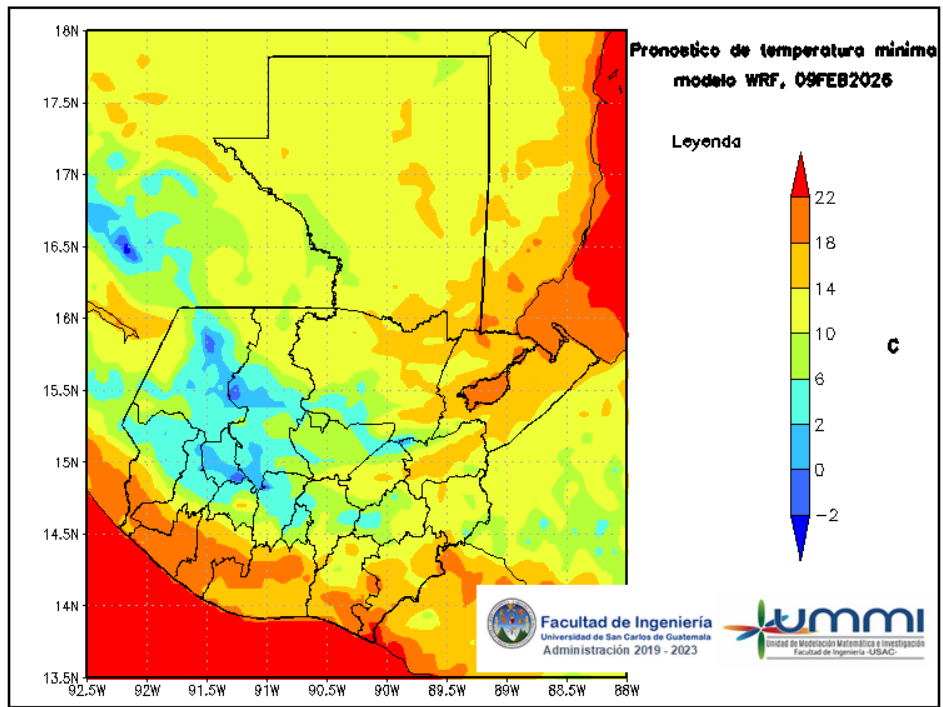 Pronostico de temperatura minima
modelo WRF, 09FEB2026
Leyenda
22
18
14
10
6
2
0
−2
C
18N
17.5N
17N
16.5N
16N
15.5N
15N
14.5N
14N
13.5N
92.5W 92W 91.5W 91W 90.5W 90W 89.5W 89W 88.5W 88W
Facultad de Ingeniería
Universidad de San Carlos de Guatemala
Administración 2019 - 2023
UMMI
Unidad de Modelación Matemática e Investigación
Facultad de Ingeniería -USAC-